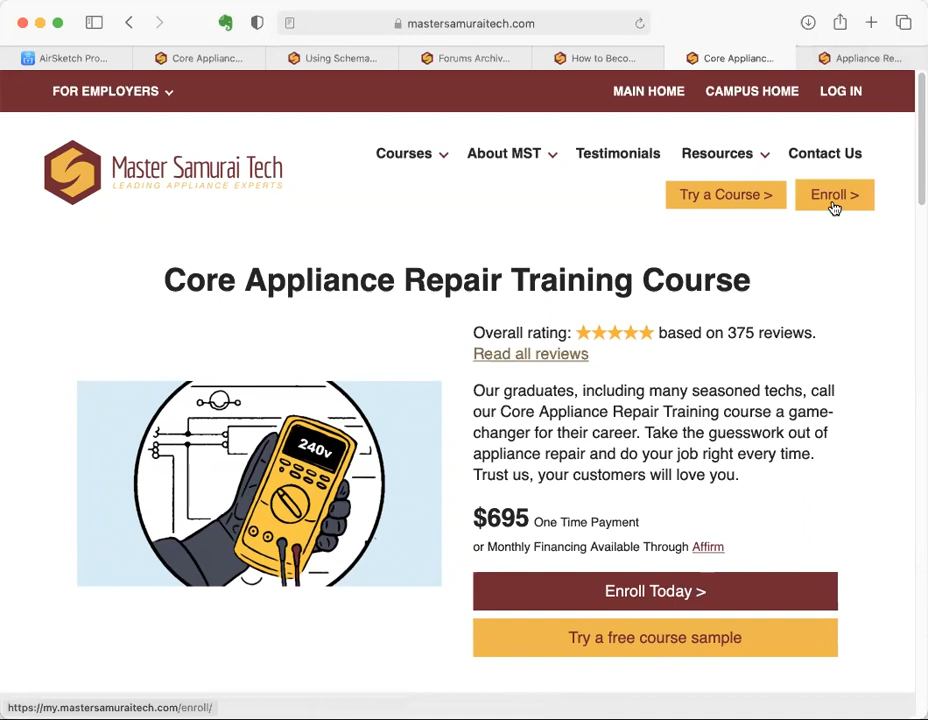 mastersamuraitech.com
AirSketch Pro...
Core Applianc...
Using Schema...
Forums Archiv...
How to Beco...
Core Applianc...
Appliance Re...
FOR EMPLOYERS
MAIN HOME
CAMPUS HOME
LOG IN
Master Samurai Tech
LEADING APPLIANCE EXPERTS
Courses
About MST
Testimonials
Resources
Contact Us
Try a Course >
Enroll >
Core Appliance Repair Training Course
Overall rating: ★★★★★ based on 375 reviews.
Read all reviews
Our graduates, including many seasoned techs, call
our Core Appliance Repair Training course a game-
changer for their career. Take the guesswork out of
appliance repair and do your job right every time.
Trust us, your customers will love you.
240v
$695 One Time Payment
or Monthly Financing Available Through Affirm
Enroll Today >
Try a free course sample
https://my.mastersamuraitech.com/enroll/